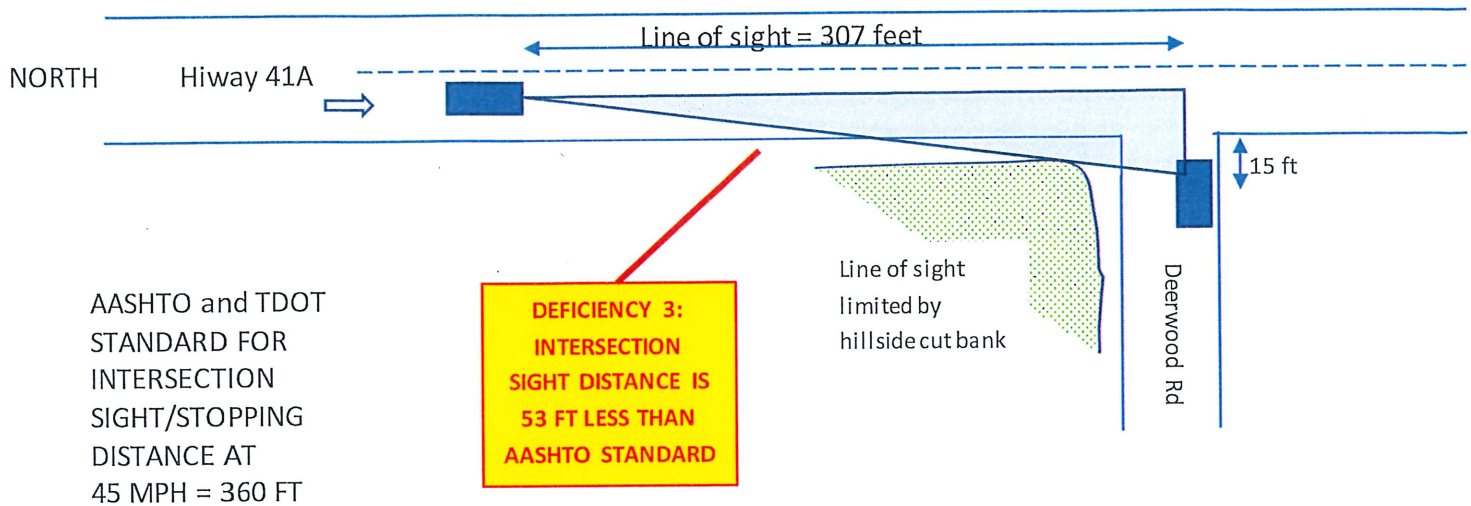 Line of sight = 307 feet
NORTH
Hiway 41A
15 ft
Line of sight
limited by
hillside cut bank
Deerwood Rd
AASHTO and TDOT
STANDARD FOR
INTERSECTION
SIGHT/STOPPING
DISTANCE AT
45 MPH = 360 FT
DEFICIENCY 3:
INTERSECTION
SIGHT DISTANCE IS
53 FT LESS THAN
AASHTO STANDARD